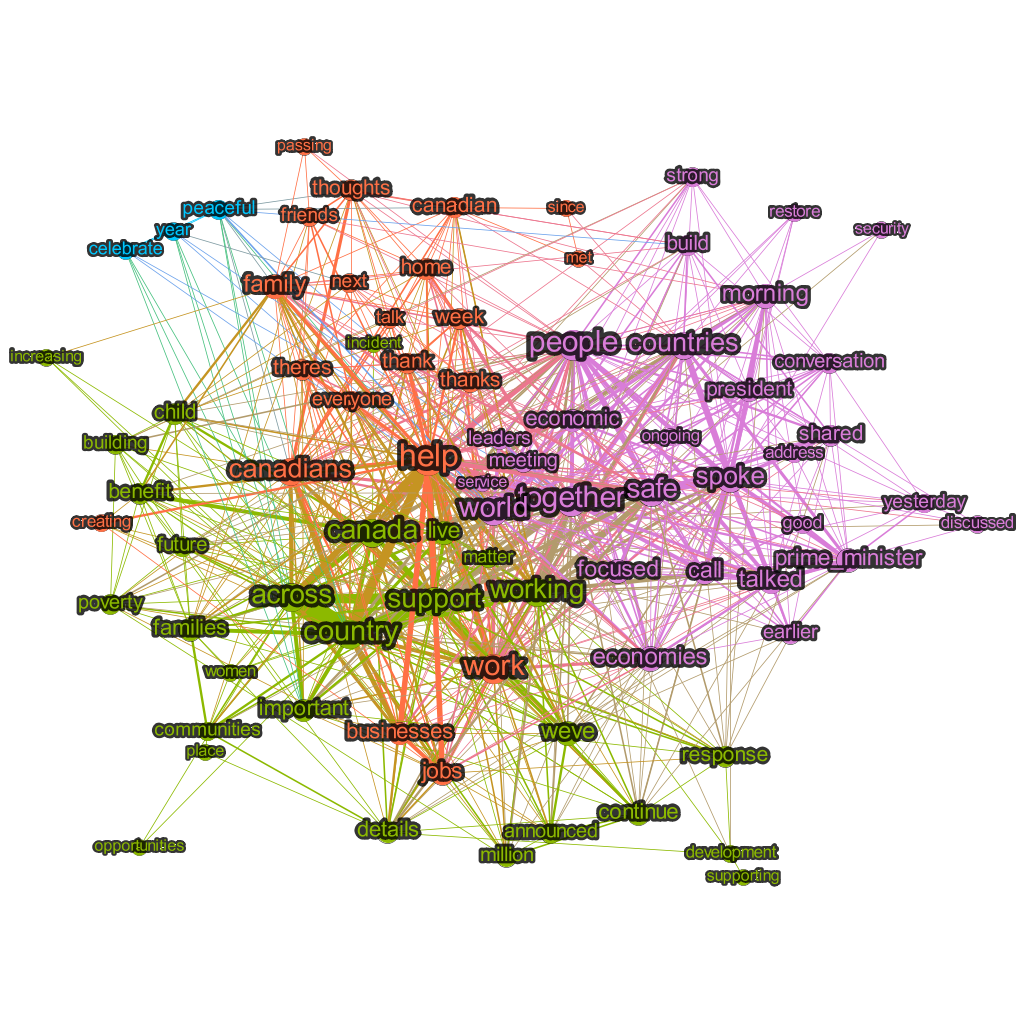 passing
strong
thoughts
peaceful
canadian
since
friends
restore
year
security
build
celebrate
met
home
next
family
morning
talk
week
people
countries
incident
increasing
thank
conversation
theres
thanks
president
everyone
child
economic
shared
leaders
ongoing
building
address
help
meeting
canadians
spoke
service
benefit
safe
together
yesterday
world
creating
good
discussed
canada
live
future
matter
prime_minister
focused
call
talked
working
across
support
poverty
families
country
earlier
economies
work
women
important
communities
businesses
weve
place
response
jobs
continue
details
announced
opportunities
million
development
supporting